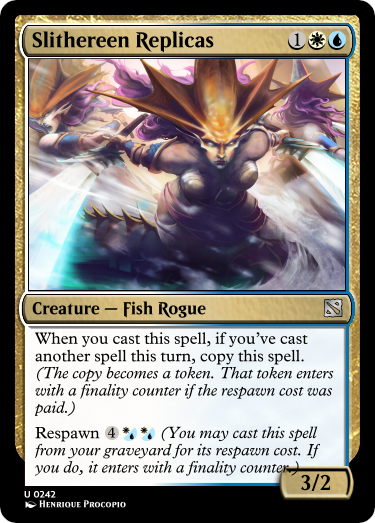 Slithereen Replicas 1
Creature — Fish Rogue
When you cast this spell, if you've cast
another spell this turn, copy this spell.
(The copy becomes a token. That token enters
with a finality counter if the respawn cost was
paid.)
Respawn 4 (You may cast this spell
from your graveyard for its respawn cost. If
you do, it enters with a finality counter.)
3/2
U 0242
Henrique Procopio